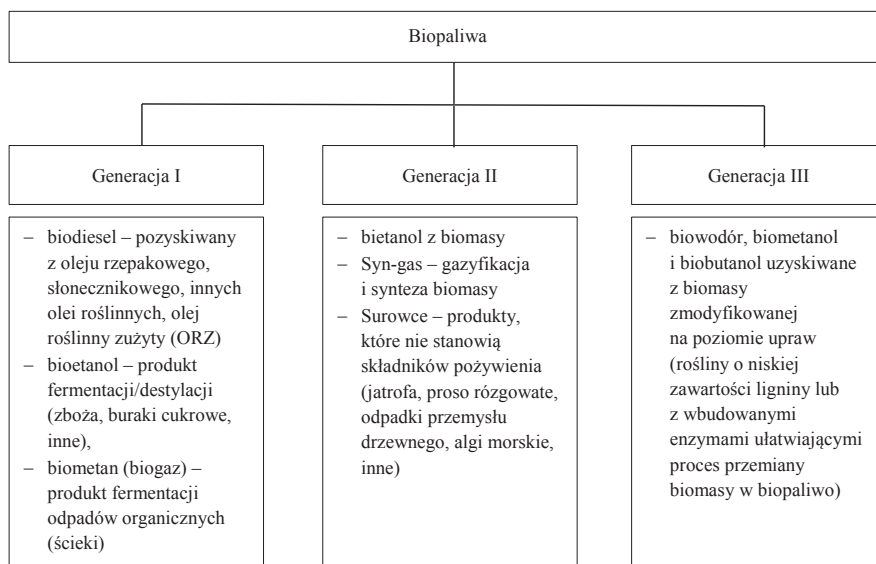 Biopaliwa
Generacja I
– biodiesel – pozyskiwany
z oleju rzepakowego,
słonecznikowego, innych
olei roślinnych, olej
roślinny zużyty (ORZ)
– bioetanol – produkt
fermentacji/destylacji
(zboża, buraki cukrowe,
inne),
– biometan (biogaz) –
produkt fermentacji
odpadów organicznych
(ścieki)
Generacja II
– bietanol z biomasy
– Syn-gas – gazyfikacja
i synteza biomasy
– Surowce – produkty,
które nie stanowią
składników pożywienia
(jatrofa, proso rózgowate,
odpadki przemysłu
drzewnego, algi morskie,
inne)
Generacja III
– biowodór, biometanol
i biobutanol uzyskiwane
z biomasy
zmodyfikowanej
na poziomie upraw
(rośliny o niskiej
zawartości ligniny lub
z wbudowanymi
enzymami ułatwiającymi
proces przemiany
biomasy w biopaliwo)